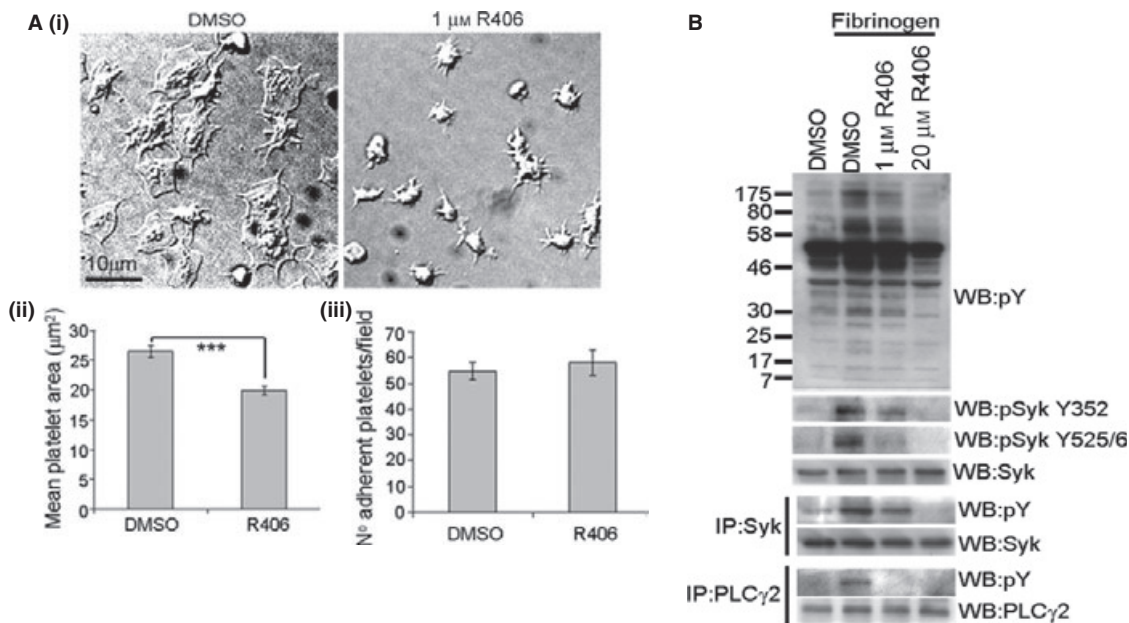 A (i)
DMSO
1 μM R406
10μm
(ii)
Mean platelet area (μm²)
30
25
20
15
10
5
0
***
DMSO
R406
(iii)
Nº adherent platelets/field
70
60
50
40
30
20
10
0
DMSO
R406
B
Fibrinogen
DMSO
DMSO
1 μM R406
20 μM R406
175
80
58
46
30
25
17
7
WB:pY
WB:pSyk Y352
WB:pSyk Y525/6
WB:Syk
IP:Syk
WB:pY
WB:Syk
IP:PLCγ2
WB:pY
WB:PLCγ2